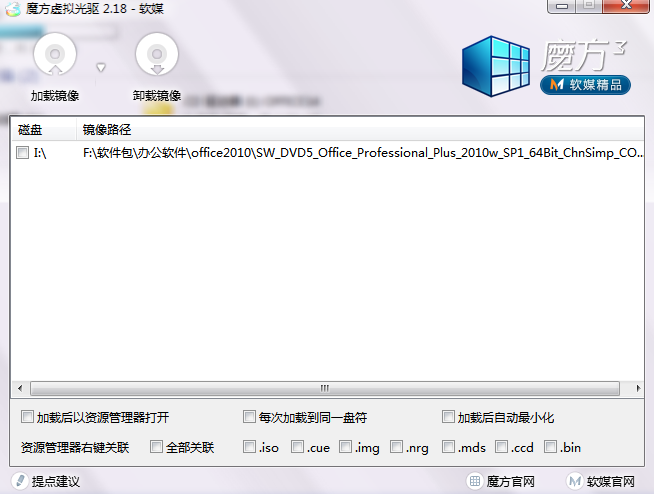 魔方虚拟光驱 2.18 - 软媒
加载镜像
卸载镜像
魔方3
软媒精品
磁盘 镜像路径
I:\ F:\软件包\办公软件\office2010\SW_DVD5_Office_Professional_Plus_2010w_SP1_64Bit_ChnSimp_CO...
加载后以资源管理器打开 每次加载到同一盘符 加载后自动最小化
资源管理器右键关联 全部关联 .iso .cue .img .nrg .mds .ccd .bin
提点建议 魔方官网 软媒官网